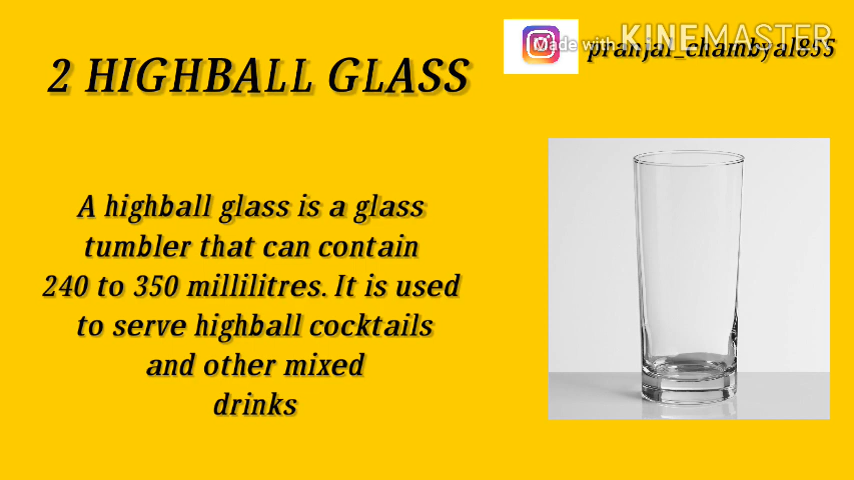 Made with KINEMASTER
pranjal_chambyal855
2 HIGHBALL GLASS
A highball glass is a glass
tumbler that can contain
240 to 350 millilitres. It is used
to serve highball cocktails
and other mixed
drinks